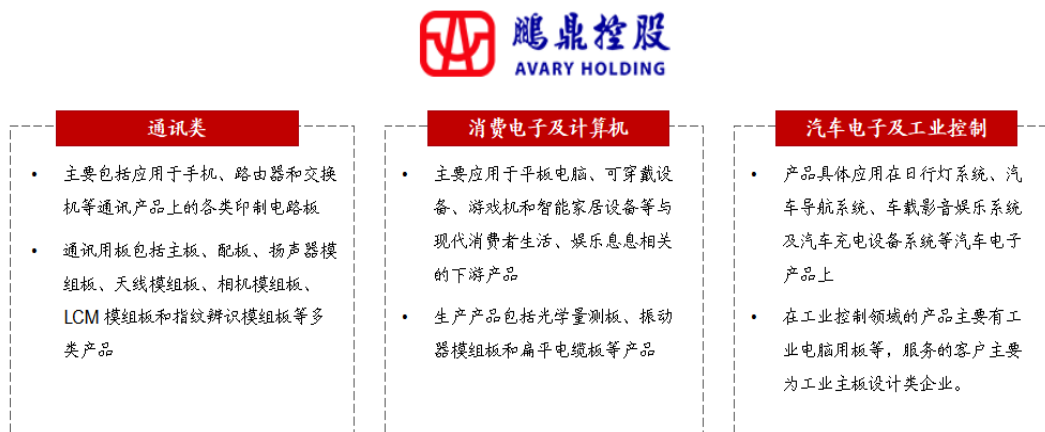 鵬鼎控股
AVARY HOLDING
通讯类
• 主要包括应用于手机、路由器和交换
机等通讯产品上的各类印制电路板
• 通讯用板包括主板、配板、扬声器模
组板、天线模组板、相机模组板、
LCM 模组板和指纹辨识模组板等多
类产品
消费电子及计算机
• 主要应用于平板电脑、可穿戴设
备、游戏机和智能家居设备等与
现代消费者生活、娱乐息息相关
的下游产品
• 生产产品包括光学量测板、振动
器模组板和扁平电缆板等产品
汽车电子及工业控制
• 产品具体应用在日行灯系统、汽
车导航系统、车载影音娱乐系统
及汽车充电设备系统等汽车电子
产品上
• 在工业控制领域的产品主要有工
业电脑用板等，服务的客户主要
为工业主板设计类企业。